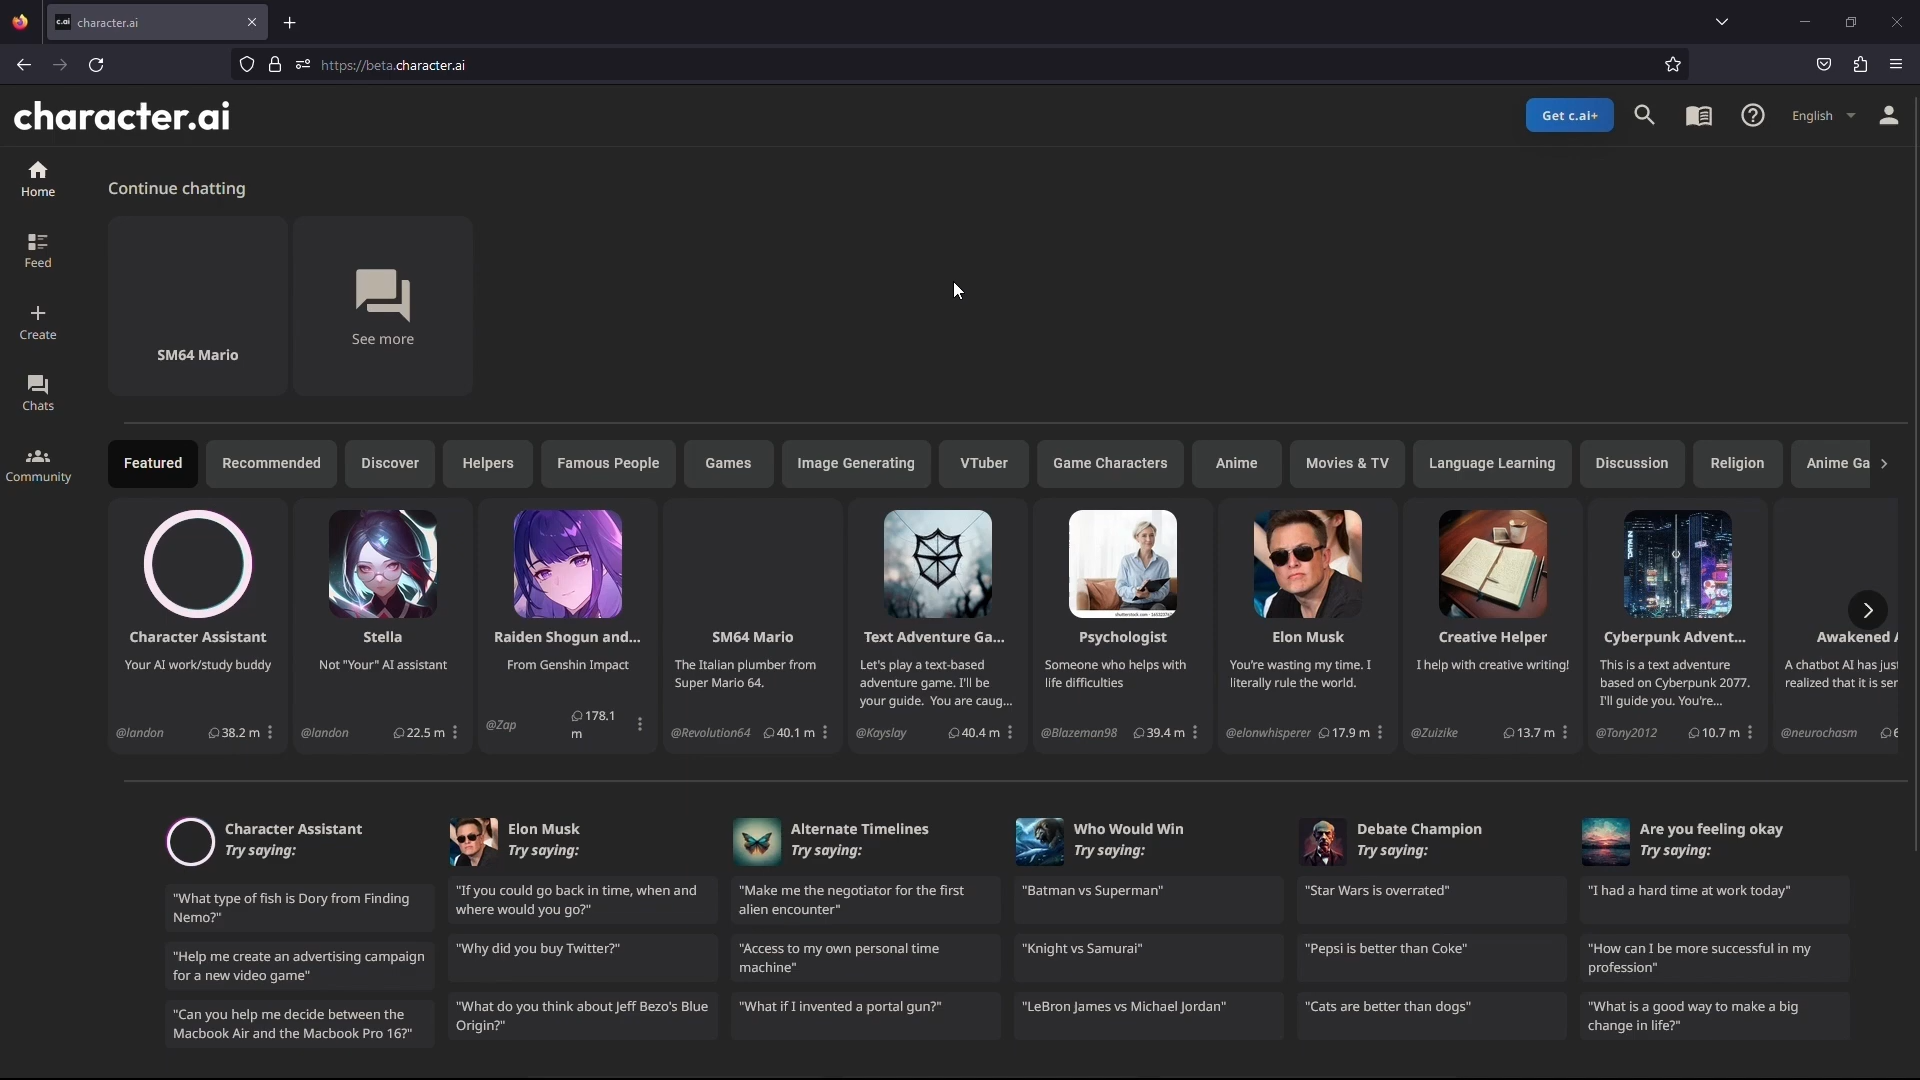 character.ai
https://beta.character.ai
character.ai
Get c.ai+
English
Home
Feed
Create
Chats
Community
Continue chatting
SM64 Mario
See more
Featured
Recommended
Discover
Helpers
Famous People
Games
Image Generating
VTuber
Game Characters
Anime
Movies & TV
Language Learning
Discussion
Religion
Anime Ga
Character Assistant
Your AI work/study buddy
@landon
38.2 m
Stella
Not "Your" AI assistant
@landon
22.5 m
Raiden Shogun and...
From Genshin Impact
@Zap
178.1
m
SM64 Mario
The Italian plumber from
Super Mario 64.
@Revolution64
40.1 m
Text Adventure Ga...
Let's play a text-based
adventure game. I'll be
your guide. You are caug...
@Kayslay
40.4 m
Psychologist
Someone who helps with
life difficulties
@Blazeman98
39.4 m
Elon Musk
You're wasting my time. I
literally rule the world.
@elonwhisperer
17.9 m
Creative Helper
I help with creative writing!
@Zuizike
13.7 m
DATA IN
Cyberpunk Advent...
This is a text adventure
based on Cyberpunk 2077.
I'll guide you. You're...
@Tony2012
10.7 m
Awakened A
A chatbot AI has just
realized that it is ser
@neurochasm
6
Character Assistant
Try saying:
"What type of fish is Dory from Finding
Nemo?"
"Help me create an advertising campaign
for a new video game"
"Can you help me decide between the
Macbook Air and the Macbook Pro 16?"
Elon Musk
Try saying:
"If you could go back in time, when and
where would you go?"
"Why did you buy Twitter?"
"What do you think about Jeff Bezo's Blue
Origin?"
Alternate Timelines
Try saying:
"Make me the negotiator for the first
alien encounter"
"Access to my own personal time
machine"
"What if I invented a portal gun?"
Who Would Win
Try saying:
"Batman vs Superman"
"Knight vs Samurai"
"LeBron James vs Michael Jordan"
Debate Champion
Try saying:
"Star Wars is overrated"
"Pepsi is better than Coke"
"Cats are better than dogs"
Are you feeling okay
Try saying:
"I had a hard time at work today"
"How can I be more successful in my
profession"
"What is a good way to make a big
change in life?"